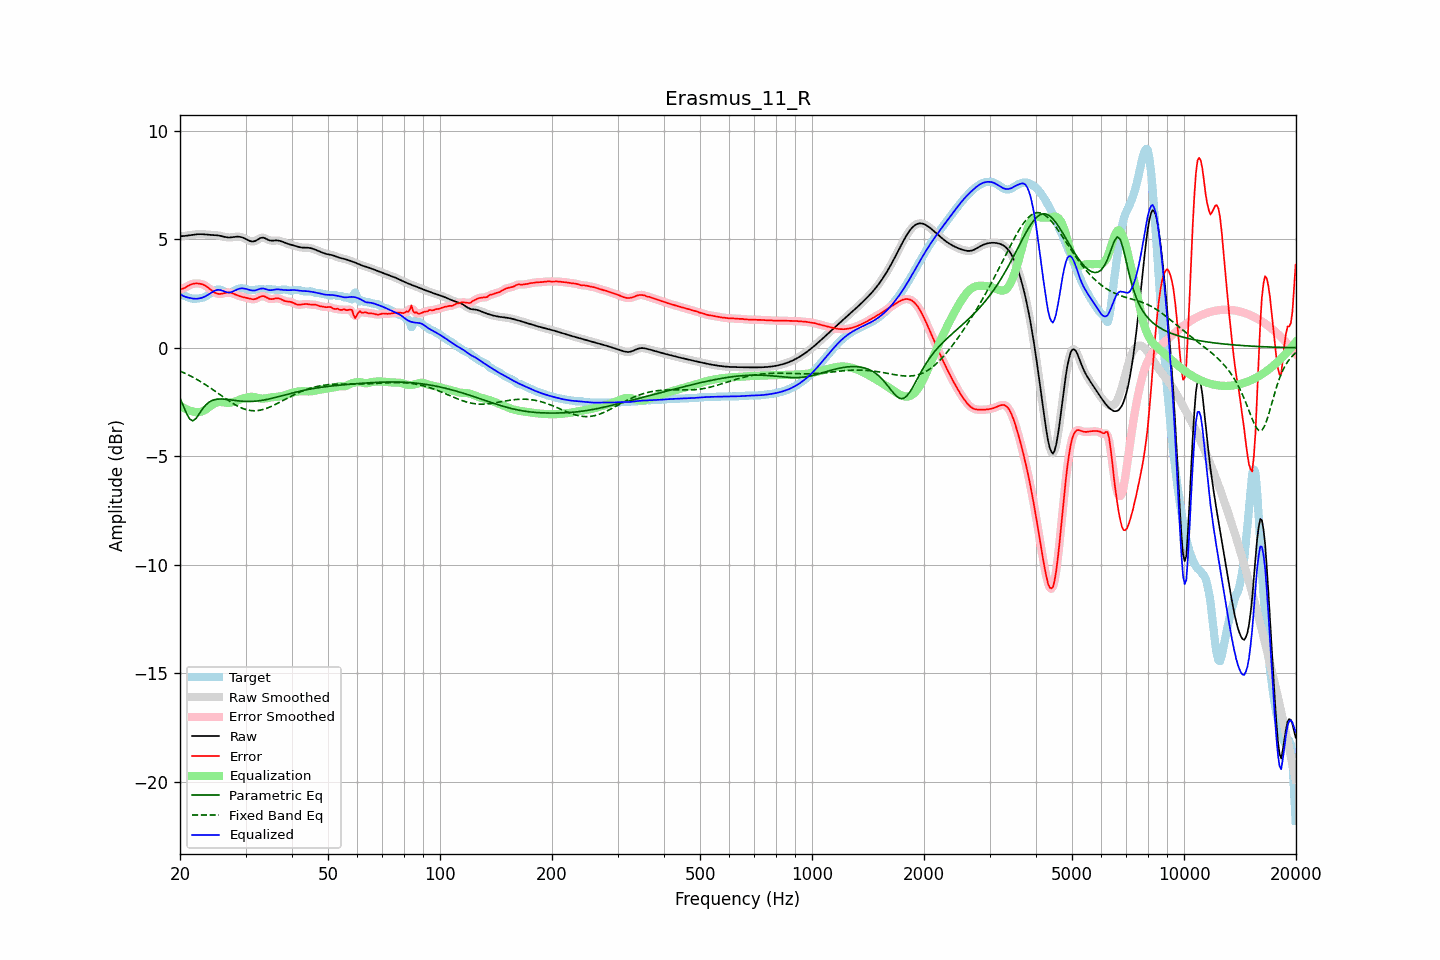 Erasmus_11_R
10
5
0
−5
−10
−15
−20
Amplitude (dBr)
Target
Raw Smoothed
Error Smoothed
Raw
Error
Equalization
Parametric Eq
Fixed Band Eq
Equalized
20 50 100 200 500 1000 2000 5000 10000 20000
Frequency (Hz)